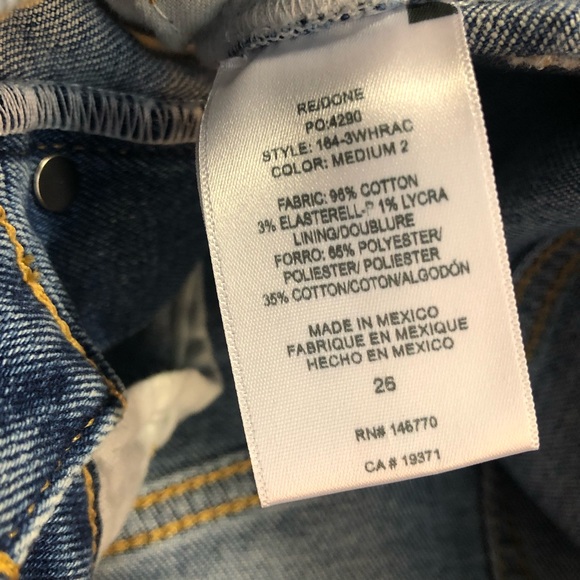 RE/DONE
PO:4290
STYLE: 164-3WHRAC
COLOR: MEDIUM 2
FABRIC: 96% COTTON
3% ELASTERELL-P 1% LYCRA
LINING/DOUBLURE
FORRO: 65% POLYESTER/
POLIESTER/ POLIESTER
35% COTTON/COTON/ALGODÓN
MADE IN MEXICO
FABRIQUE EN MEXIQUE
HECHO EN MEXICO
26
RN# 146770
CA # 19371